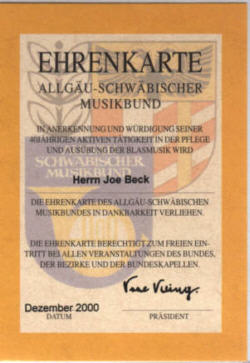 EHRENKARTE
ALLGÄU-SCHWÄBISCHER
MUSIKBUND
IN ANERKENNUNG UND WÜRDIGUNG SEINER
40JÄHRIGEN AKTIVEN TÄTIGKEIT IN DER PFLEGE
UND AUSÜBUNG DER BLASMUSIK WIRD
SCHWÄBISCHER
MUSIKBUND
Herrn Joe Beck
DIE EHRENKARTE DES ALLGÄU-SCHWÄBISCHEN
MUSIKBUNDES IN DANKBARKEIT VERLIEHEN.
DIE EHRENKARTE BERECHTIGT ZUM FREIEN EIN-
TRITT BEI ALLEN VERANSTALTUNGEN DES BUNDES,
DER BEZIRKE UND DER BUNDESKAPELLEN.
Dezember 2000
DATUM
PRÄSIDENT